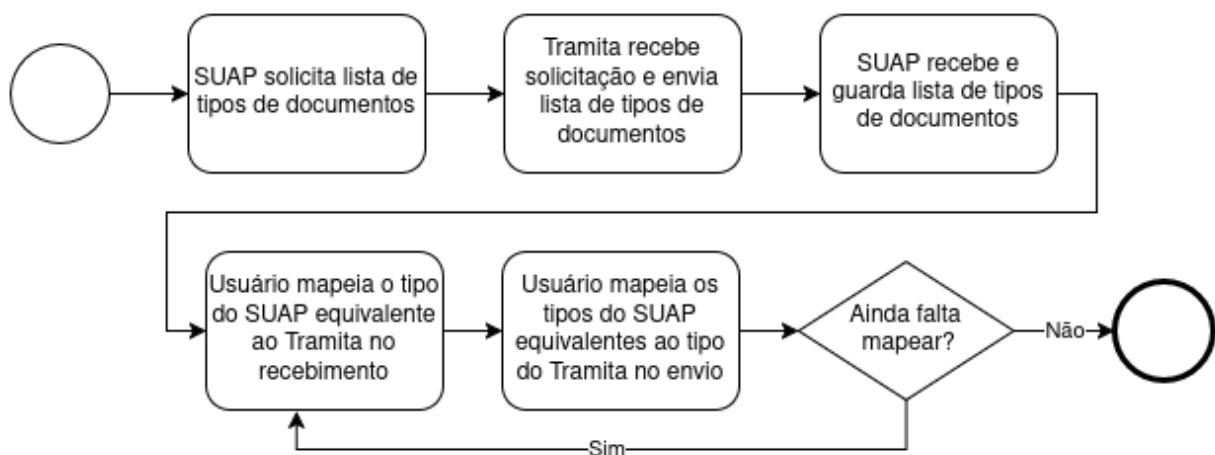 SUAP solicita lista de
tipos de documentos
Tramita recebe
solicitação e envia
lista de tipos de
documentos
SUAP recebe e
guarda lista de tipos
de documentos
Usuário mapeia o tipo
do SUAP equivalente
ao Tramita no
recebimento
Usuário mapeia os
tipos do SUAP
equivalentes ao tipo
do Tramita no envio
Ainda falta
mapear?
Não
Sim